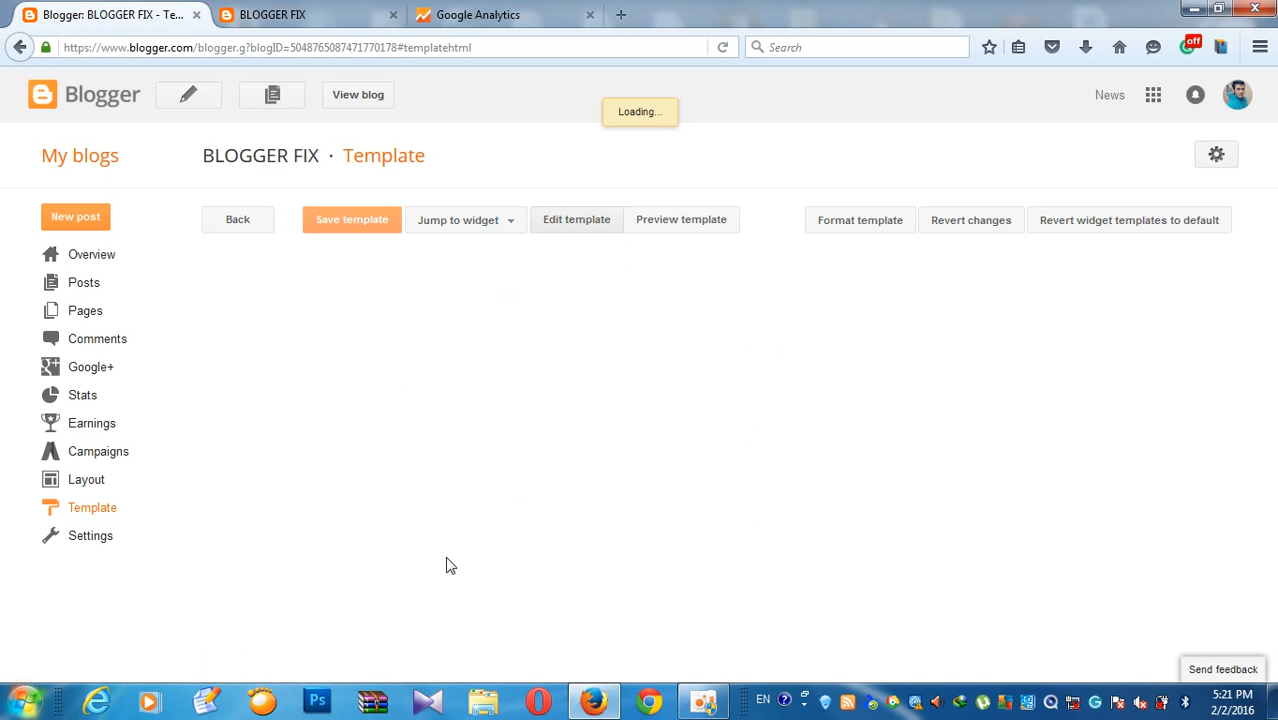 Blogger: BLOGGER FIX - Te...
BLOGGER FIX
Google Analytics
https://www.blogger.com/blogger.g?blogID=504876508747177​0178#templatehtml
Search
off
Blogger
View blog
Loading...
News
My blogs
BLOGGER FIX · Template
New post
Back
Save template
Jump to widget
Edit template
Preview template
Format template
Revert changes
Revert widget templates to default
Overview
Posts
Pages
Comments
Google+
Stats
Earnings
Campaigns
Layout
Template
Settings
Send feedback
Ps
EN
5:21 PM
2/2/2016